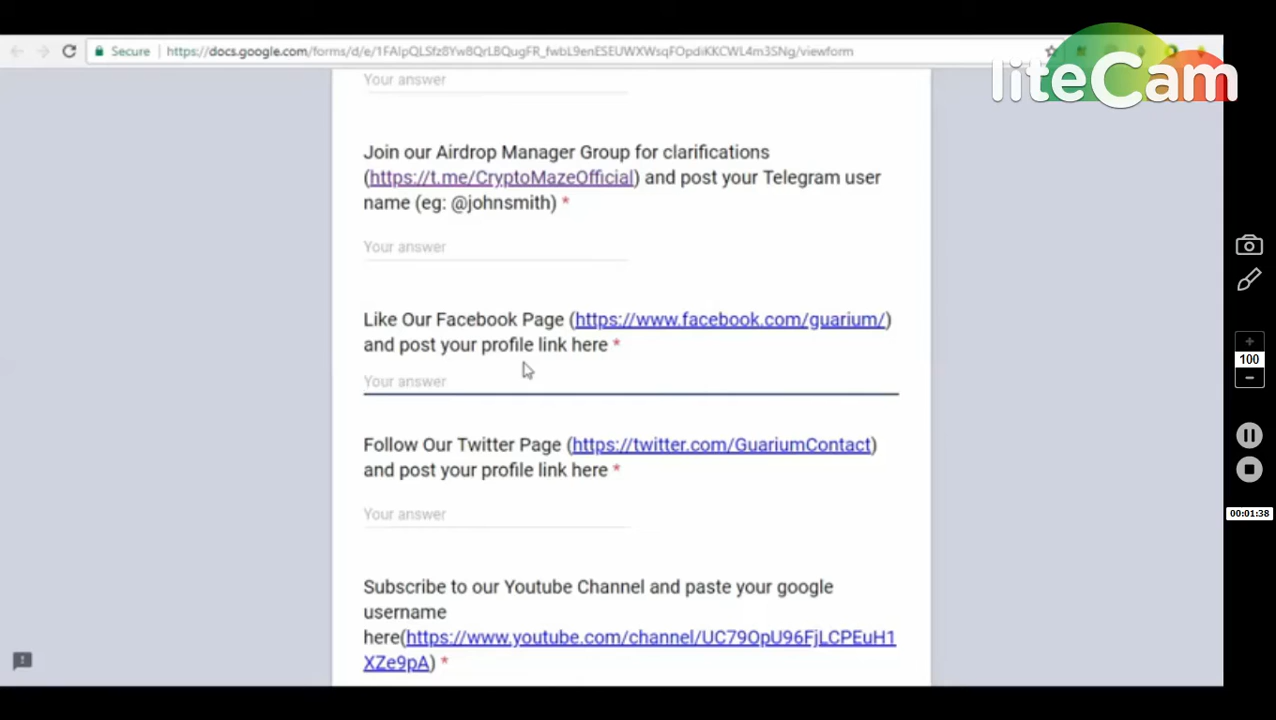 liteCam
Secure https://docs.google.com/forms/d/e/1FAIpQLSfz8Yw8QrLBQugFR_fwbL9enESEUWXWsqFOpdiKKCWL4m3SNg/viewform
Your answer
Join our Airdrop Manager Group for clarifications
(https://t.me/CryptoMazeOfficial) and post your Telegram user
name (eg: @johnsmith) *
Your answer
Like Our Facebook Page (https://www.facebook.com/guarium/)
and post your profile link here *
100
Your answer
Follow Our Twitter Page (https://twitter.com/GuariumContact)
and post your profile link here *
Your answer
00:01:38
Subscribe to our Youtube Channel and paste your google
username
here(https://www.youtube.com/channel/UC79OpU96FjLCPEuH1
XZe9pA) *